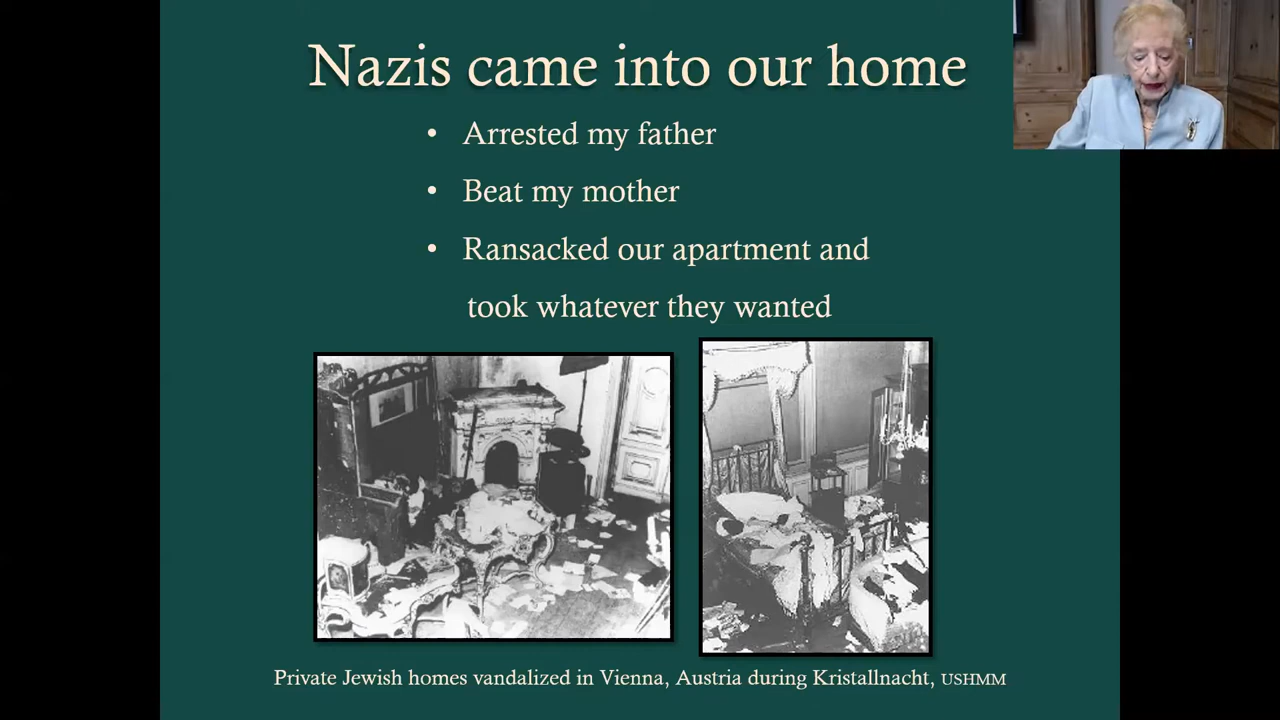 Nazis came into our home
• Arrested my father
• Beat my mother
• Ransacked our apartment and
took whatever they wanted
Private Jewish homes vandalized in Vienna, Austria during Kristallnacht, USHMM